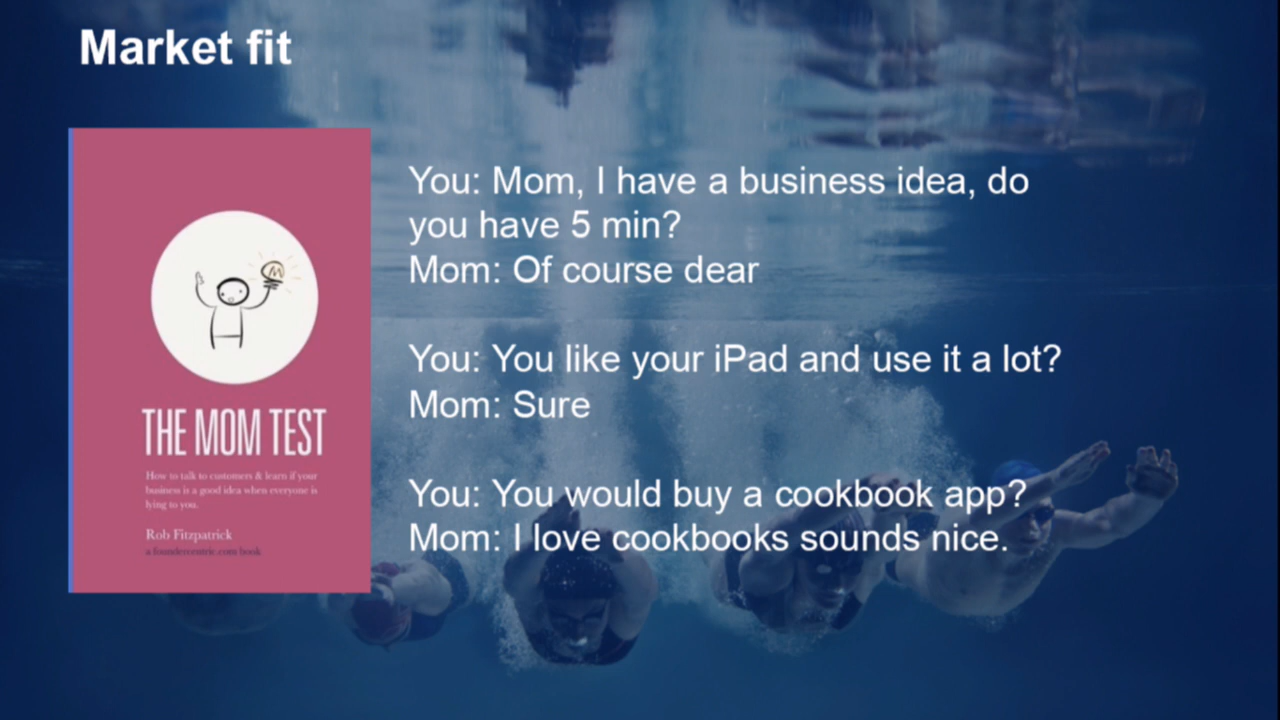 Market fit
THE MOM TEST
How to talk to customers & learn if your
business is a good idea when everyone is
lying to you.
Rob Fitzpatrick
a foundercentric.com book
You: Mom, I have a business idea, do
you have 5 min?
Mom: Of course dear
You: You like your iPad and use it a lot?
Mom: Sure
You: You would buy a cookbook app?
Mom: I love cookbooks sounds nice.